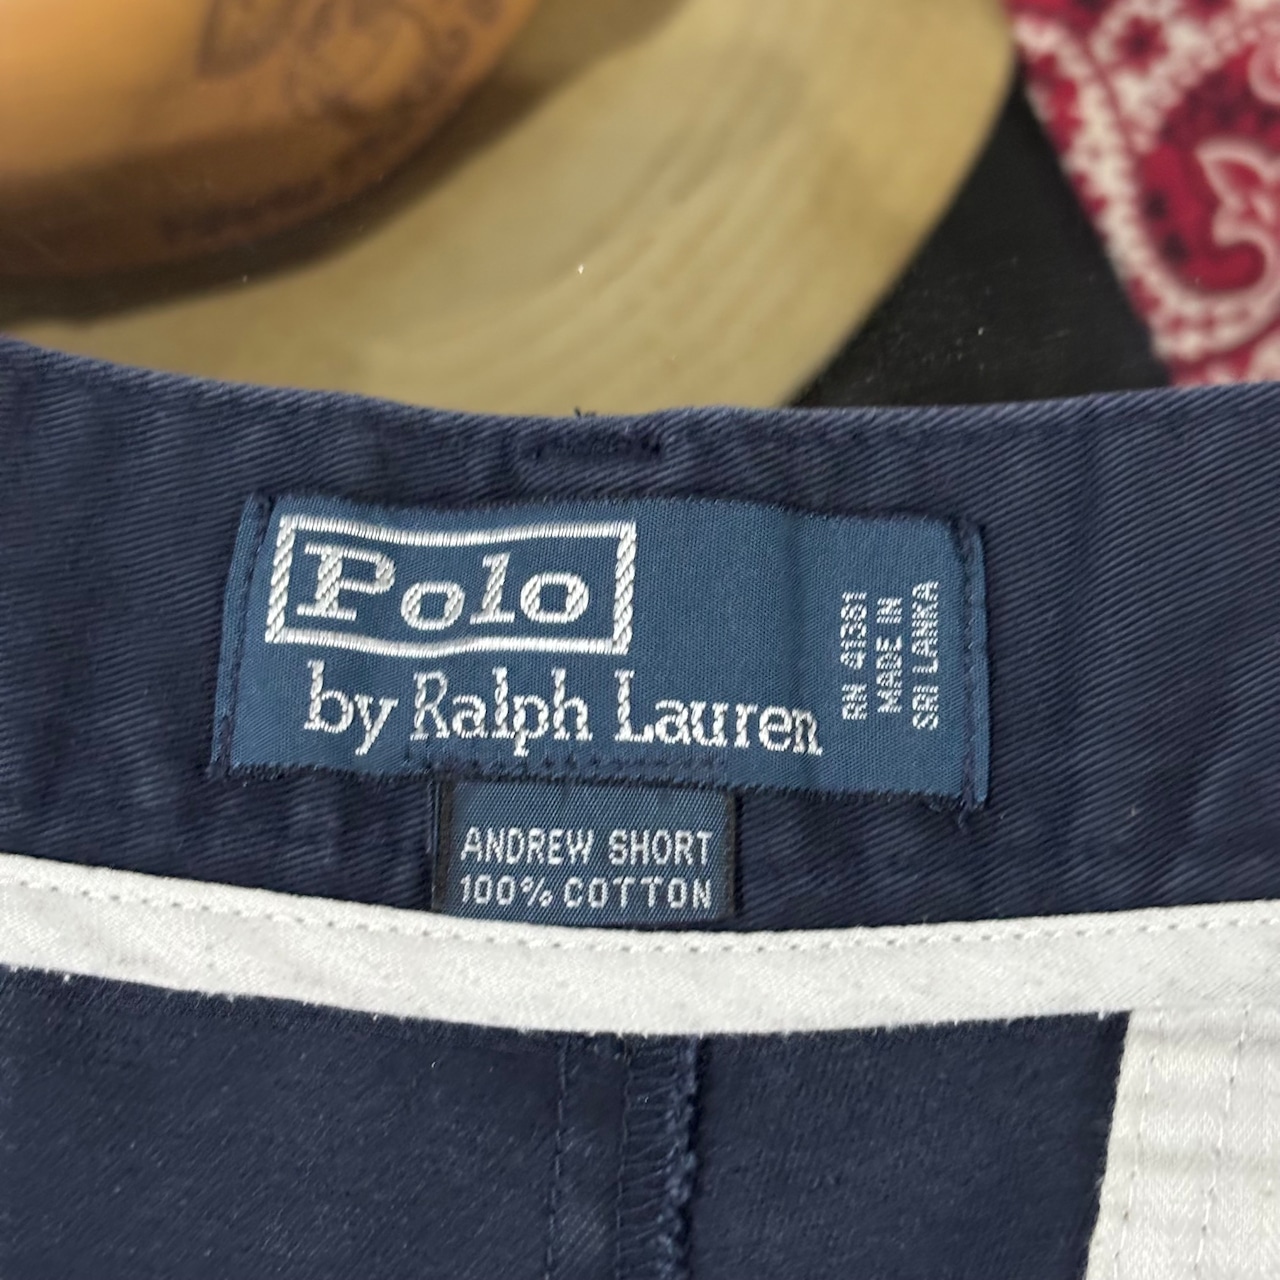 Polo
by Ralph Lauren
RN 41381
MADE IN
SRI LANKA
ANDREW SHORT
100% COTTON